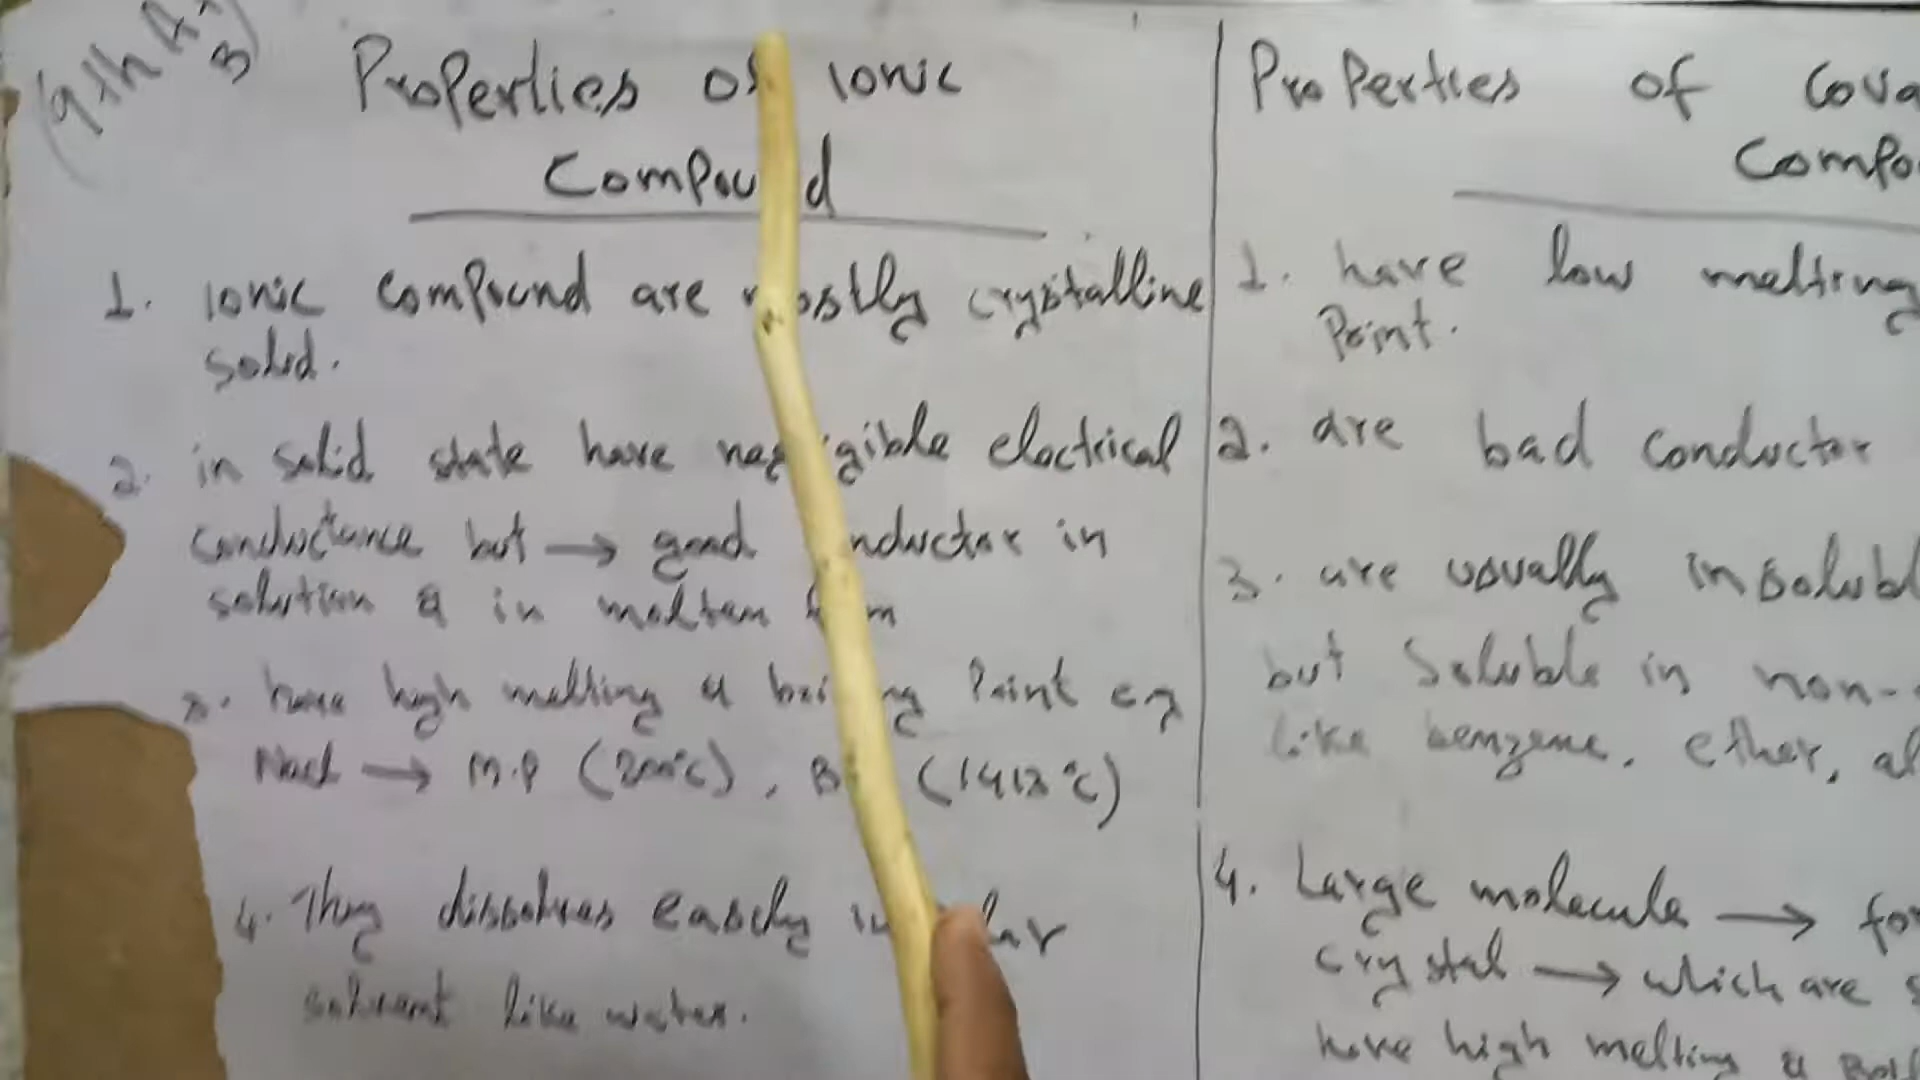 (9th
3)
Properties of ionic
Compound
1. ionic compound are mostly crystalline
solid.
2. in solid state have negligible electrical
conductance but → good conductor in
solution & in molten form
3. have high melting & boiling Point eg
Nacl → M.P (800°C), B (1413°C)
4. They dissolves easily in polar
solvent like water.
Properties of Cova
Compo
1. have low melting
Point.
2. are bad conductor
3. are usually insolubl
but Soluble in non-
like benzene, ether, al
4. Large molecule → for
crystal → which are s
have high melting & Boi